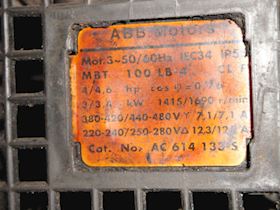 ABB Motors
Mot.3~50/60Hz IEC34 IP55
MBT 100 LB-4 CL F
4/4,6 hp cos φ=0,76
3/3,4 kW 1415/1690 r/min
380-420/440-480V Y 7,1/7,1 A
220-240/250-280VΔ 12,3/12, A
Cat. No. AC 614 133-S